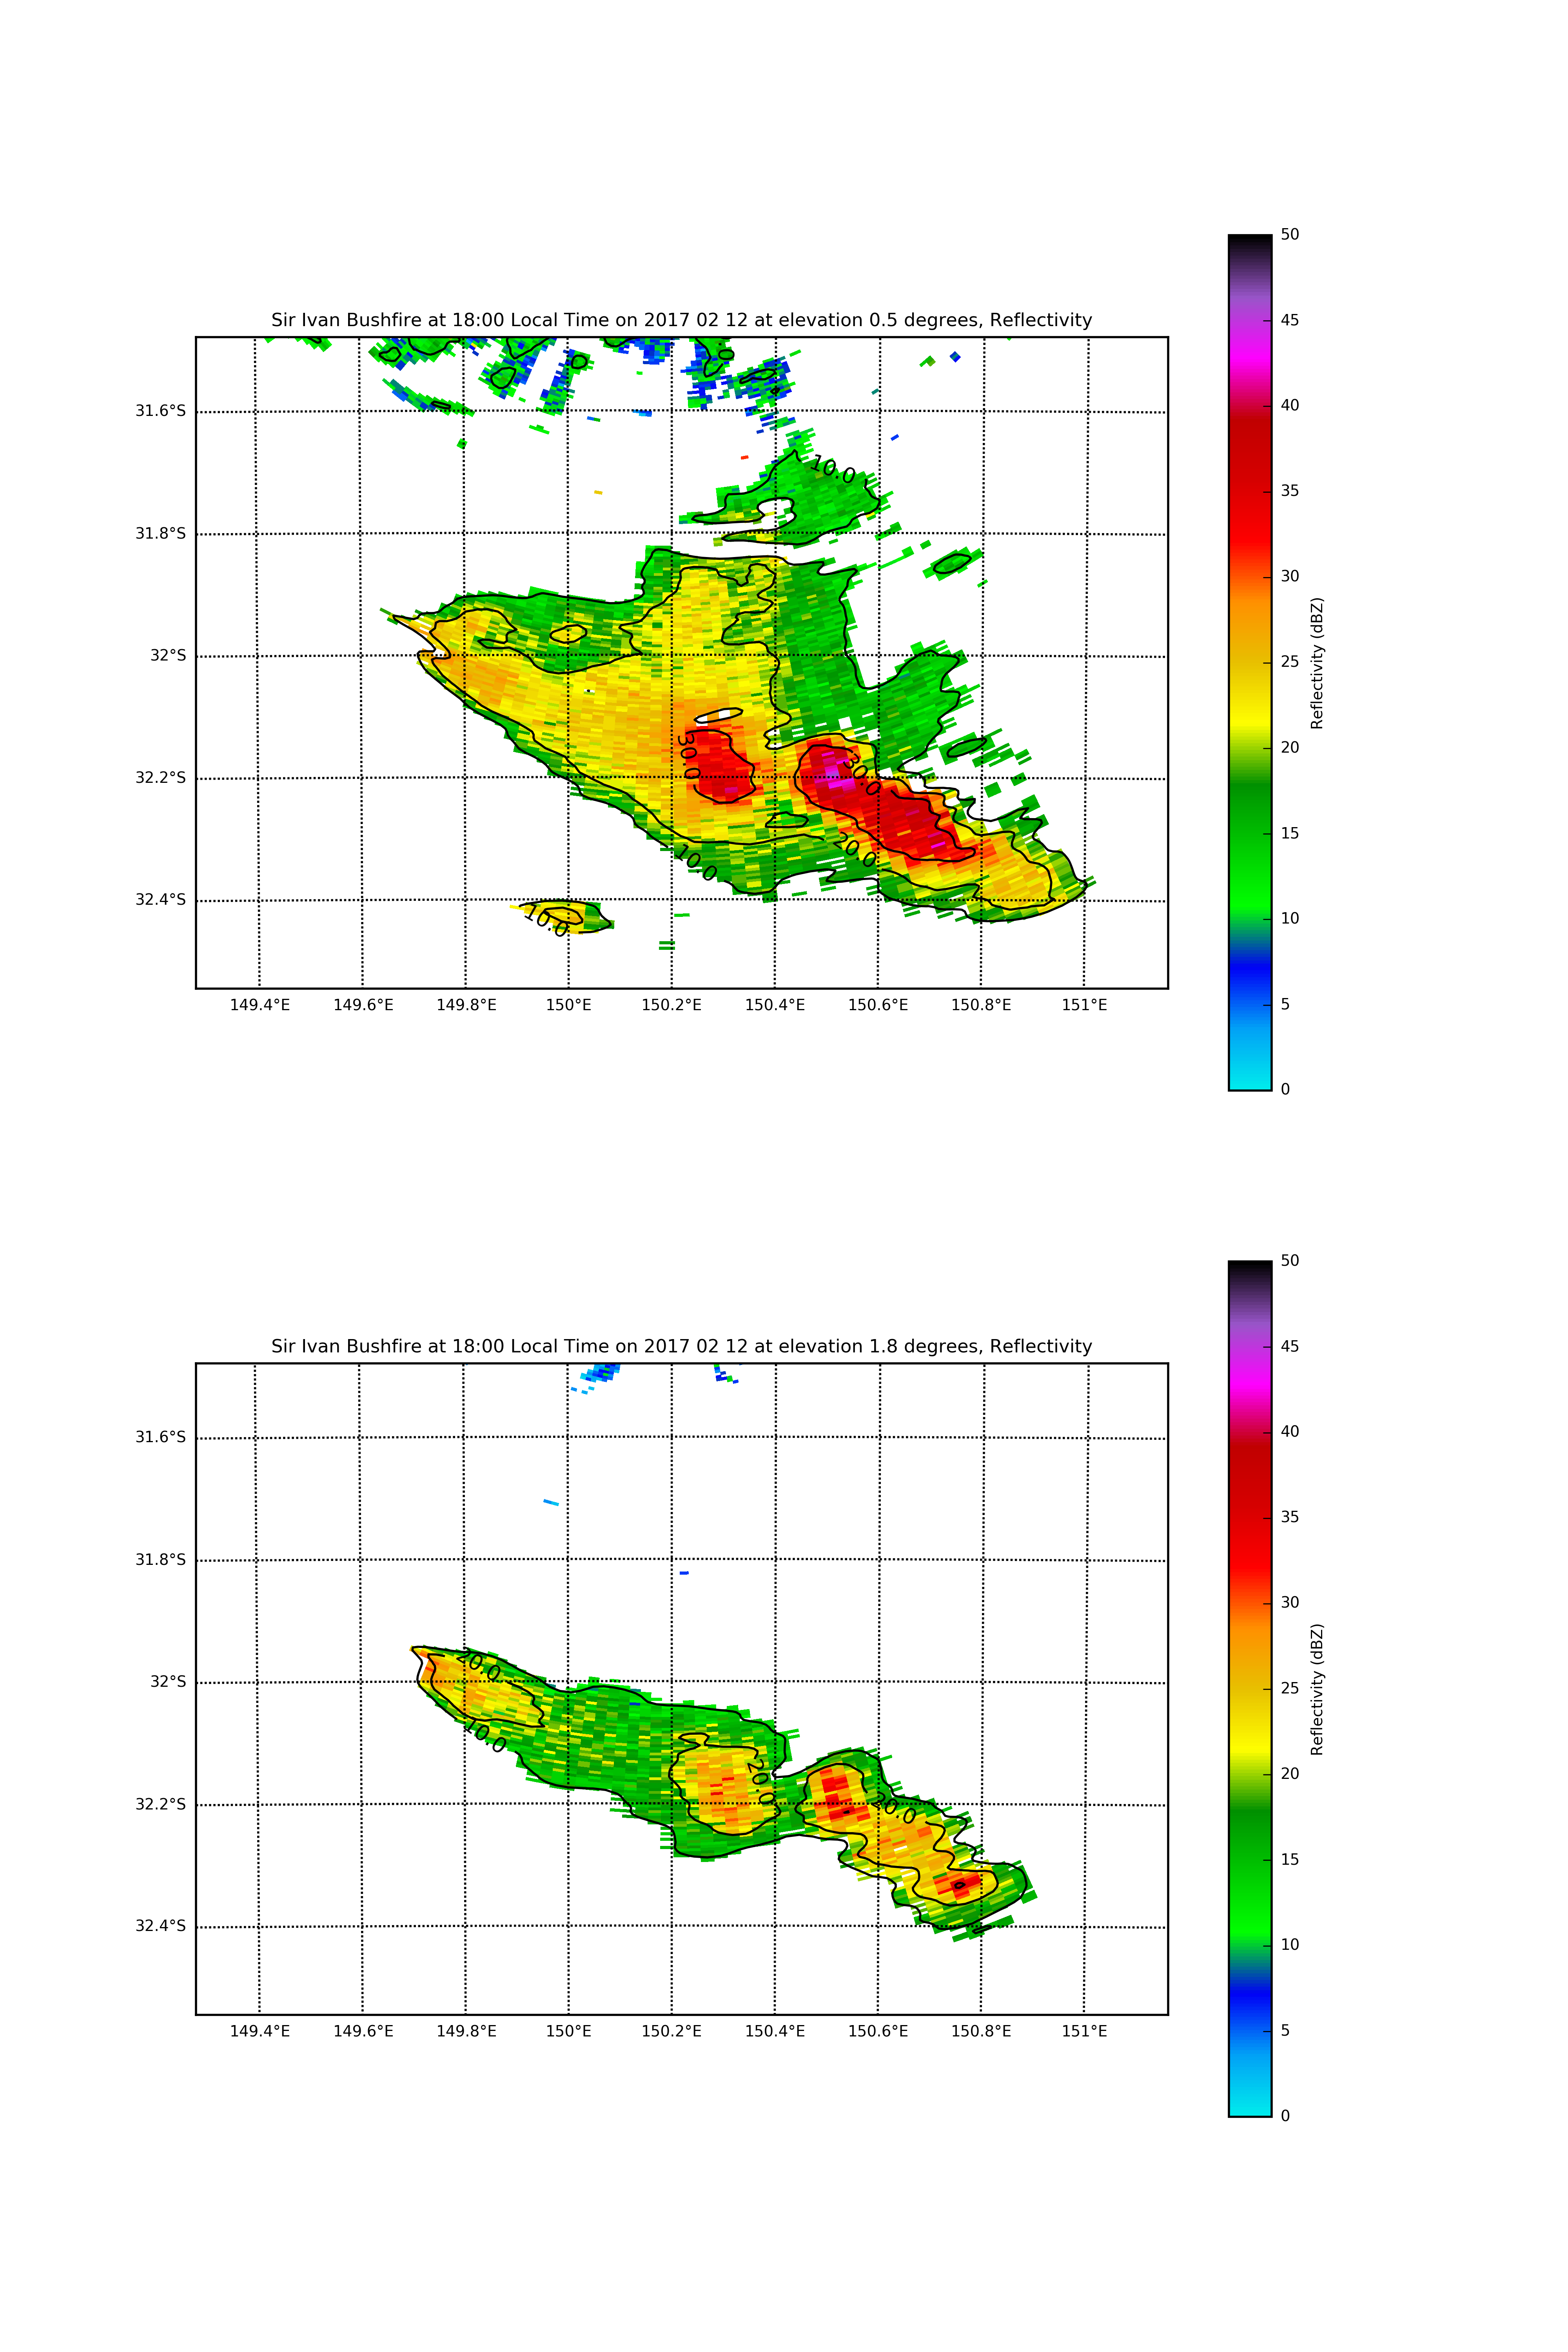 Sir Ivan Bushfire at 18:00 Local Time on 2017 02 12 at elevation 0.5 degrees, Reflectivity
31.6°S
31.8°S
32°S
32.2°S
32.4°S
149.4°E 149.6°E 149.8°E 150°E 150.2°E 150.4°E 150.6°E 150.8°E 151°E
10.0
30.0
30.0
20.0
10.0
10.0
50
45
40
35
30
25
20
15
10
5
0
Reflectivity (dBZ)
Sir Ivan Bushfire at 18:00 Local Time on 2017 02 12 at elevation 1.8 degrees, Reflectivity
31.6°S
31.8°S
32°S
32.2°S
32.4°S
149.4°E 149.6°E 149.8°E 150°E 150.2°E 150.4°E 150.6°E 150.8°E 151°E
20.0
10.0
20.0
20.0
50
45
40
35
30
25
20
15
10
5
0
Reflectivity (dBZ)